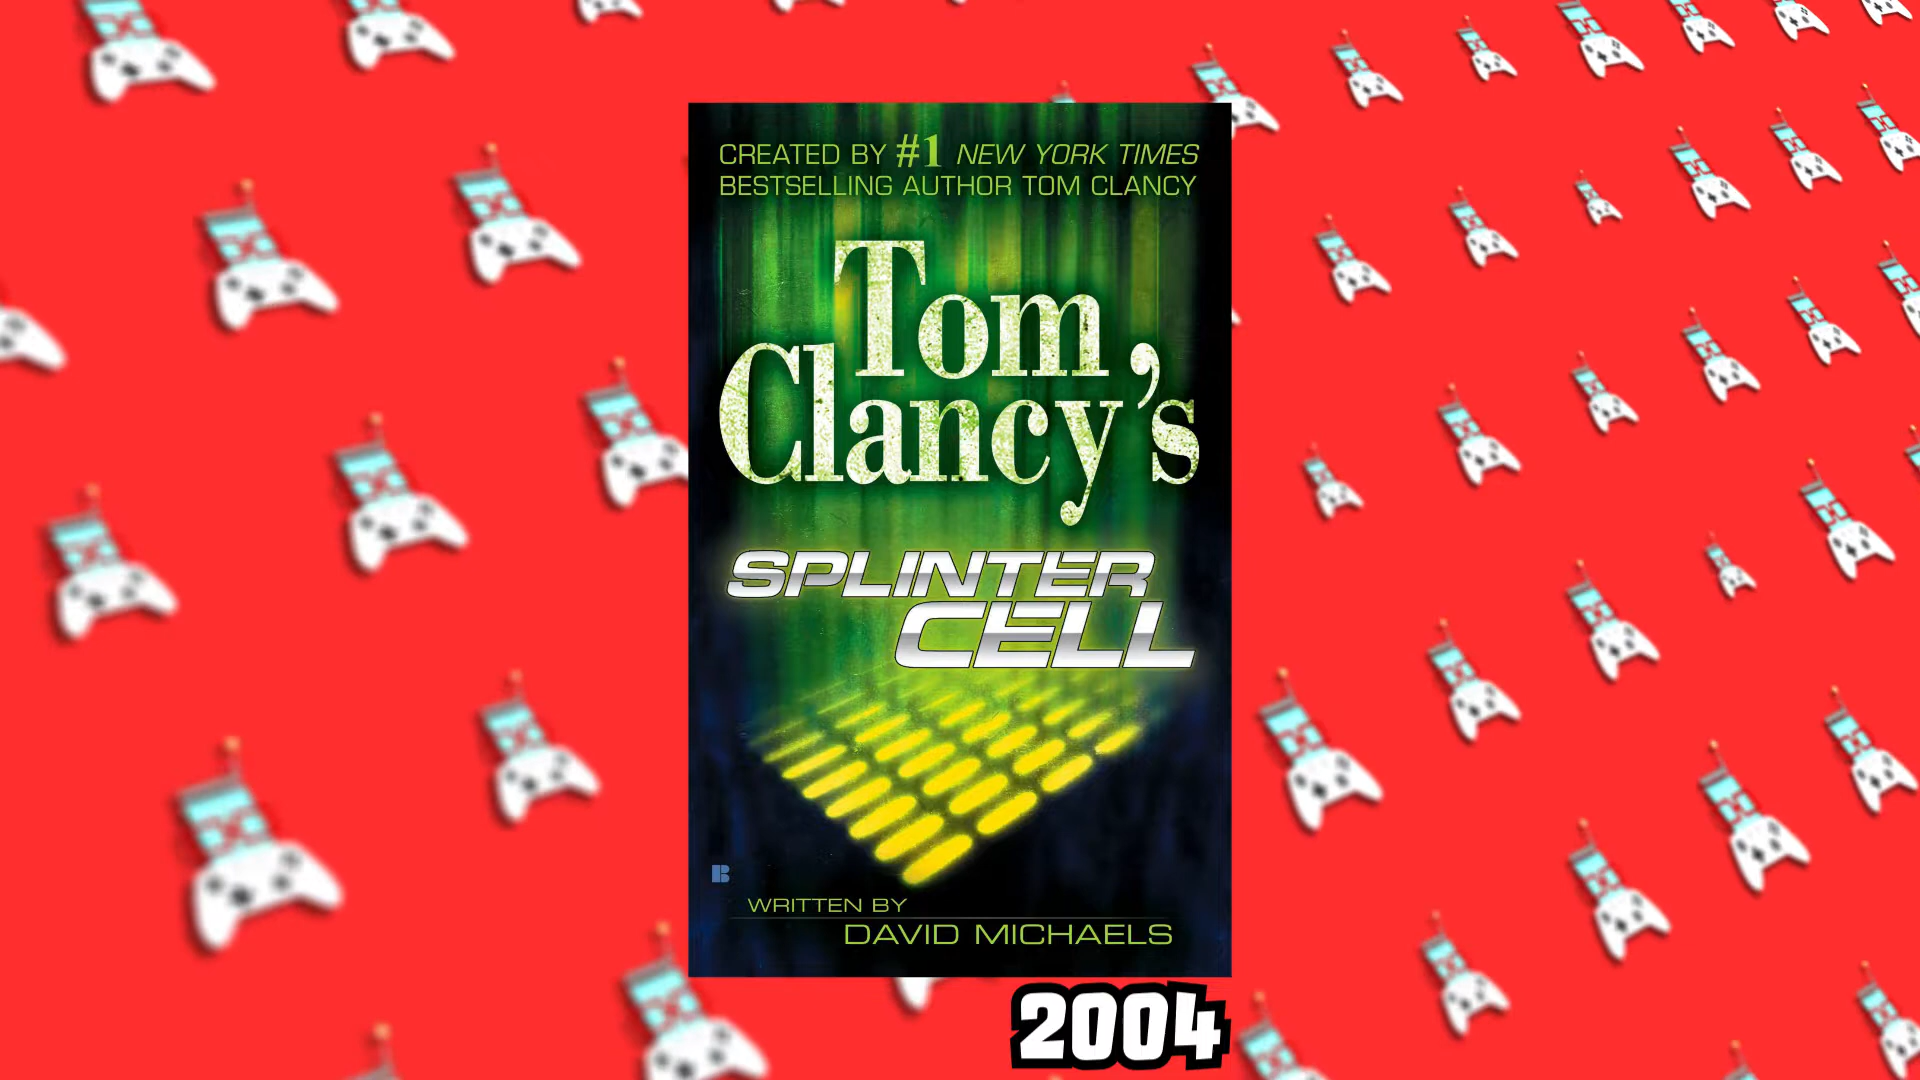 CREATED BY #1 NEW YORK TIMES
BESTSELLING AUTHOR TOM CLANCY
Tom
Clancy's
SPLINTER
CELL
B
WRITTEN BY
DAVID MICHAELS
2004